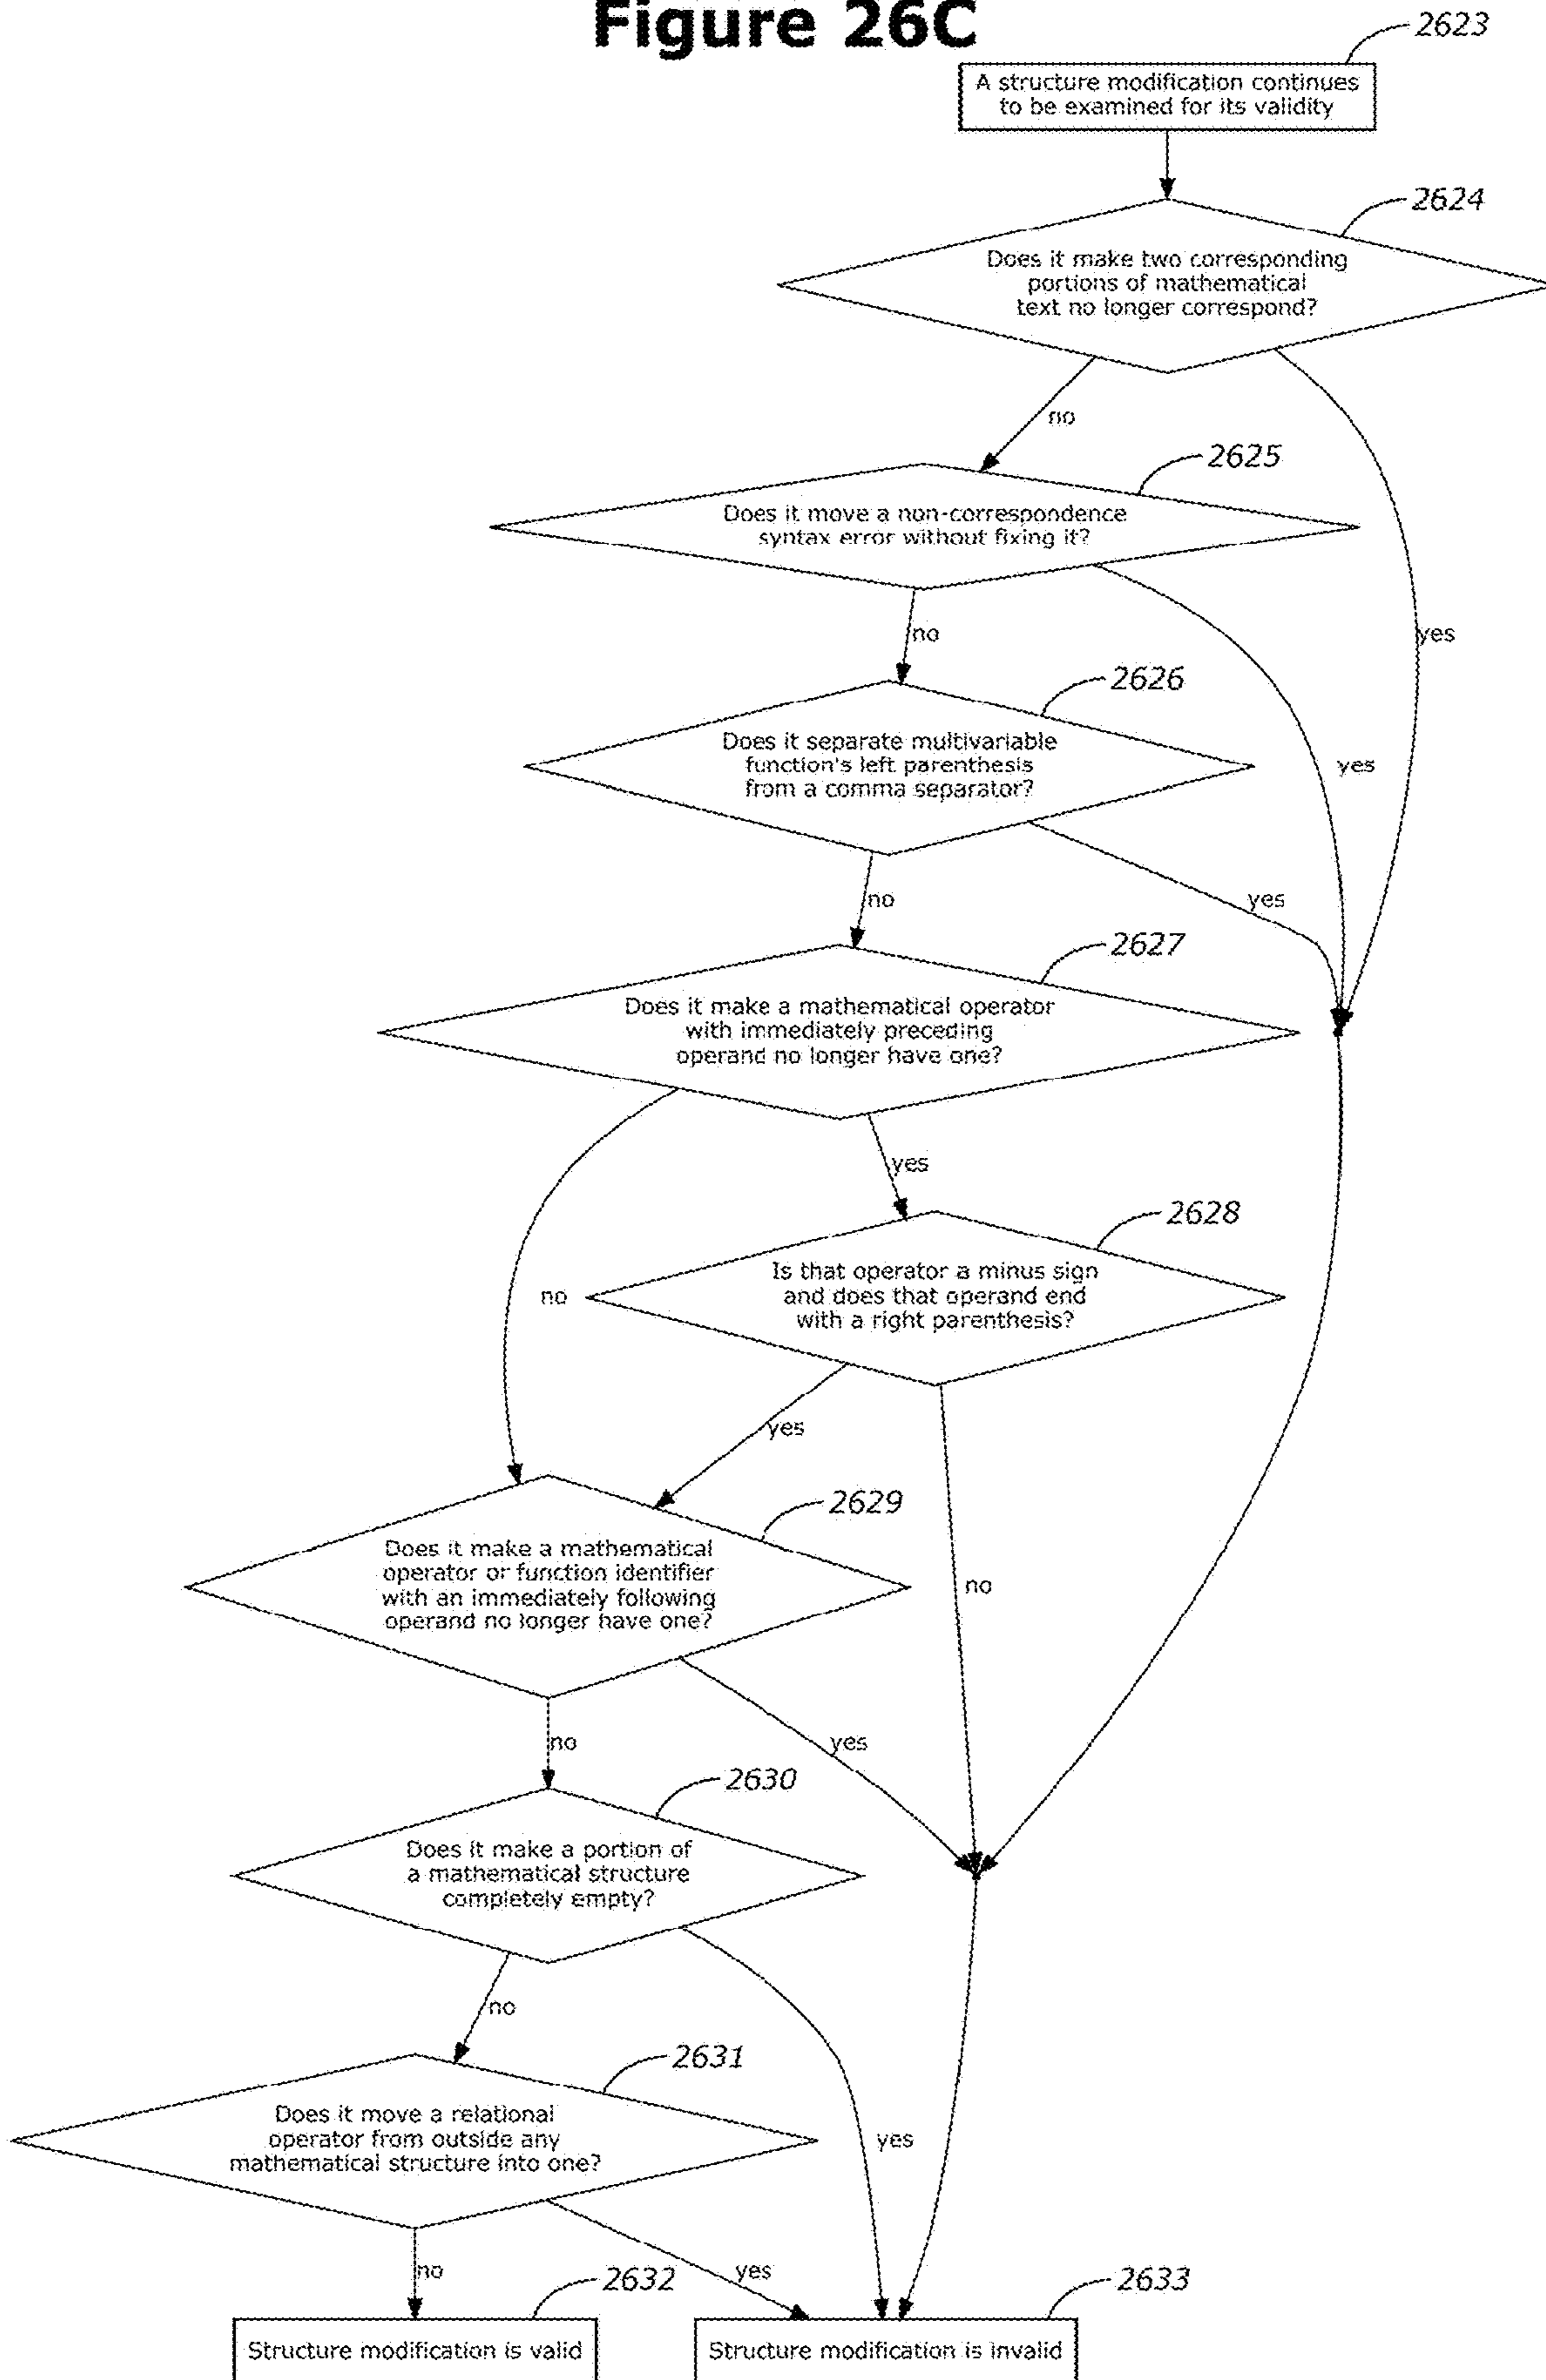 Figure 26C
2623
A structure modification continues
to be examined for its validity
2624
Does it make two corresponding
portions of mathematical
text no longer correspond?
no
2625
Does it move a non-correspondence
syntax error without fixing it?
no
yes
2626
Does it separate multivariable
function's left parenthesis
from a comma separator?
yes
no
yes
2627
Does it make a mathematical operator
with immediately preceding
operand no longer have one?
yes
2628
Is that operator a minus sign
and does that operand end
with a right parenthesis?
no
yes
2629
Does it make a mathematical
operator or function identifier
with an immediately following
operand no longer have one?
no
no
yes
2630
Does it make a portion of
a mathematical structure
completely empty?
no
2631
Does it move a relational
operator from outside any
mathematical structure into one?
yes
no
yes
2632
2633
Structure modification is valid
Structure modification is invalid